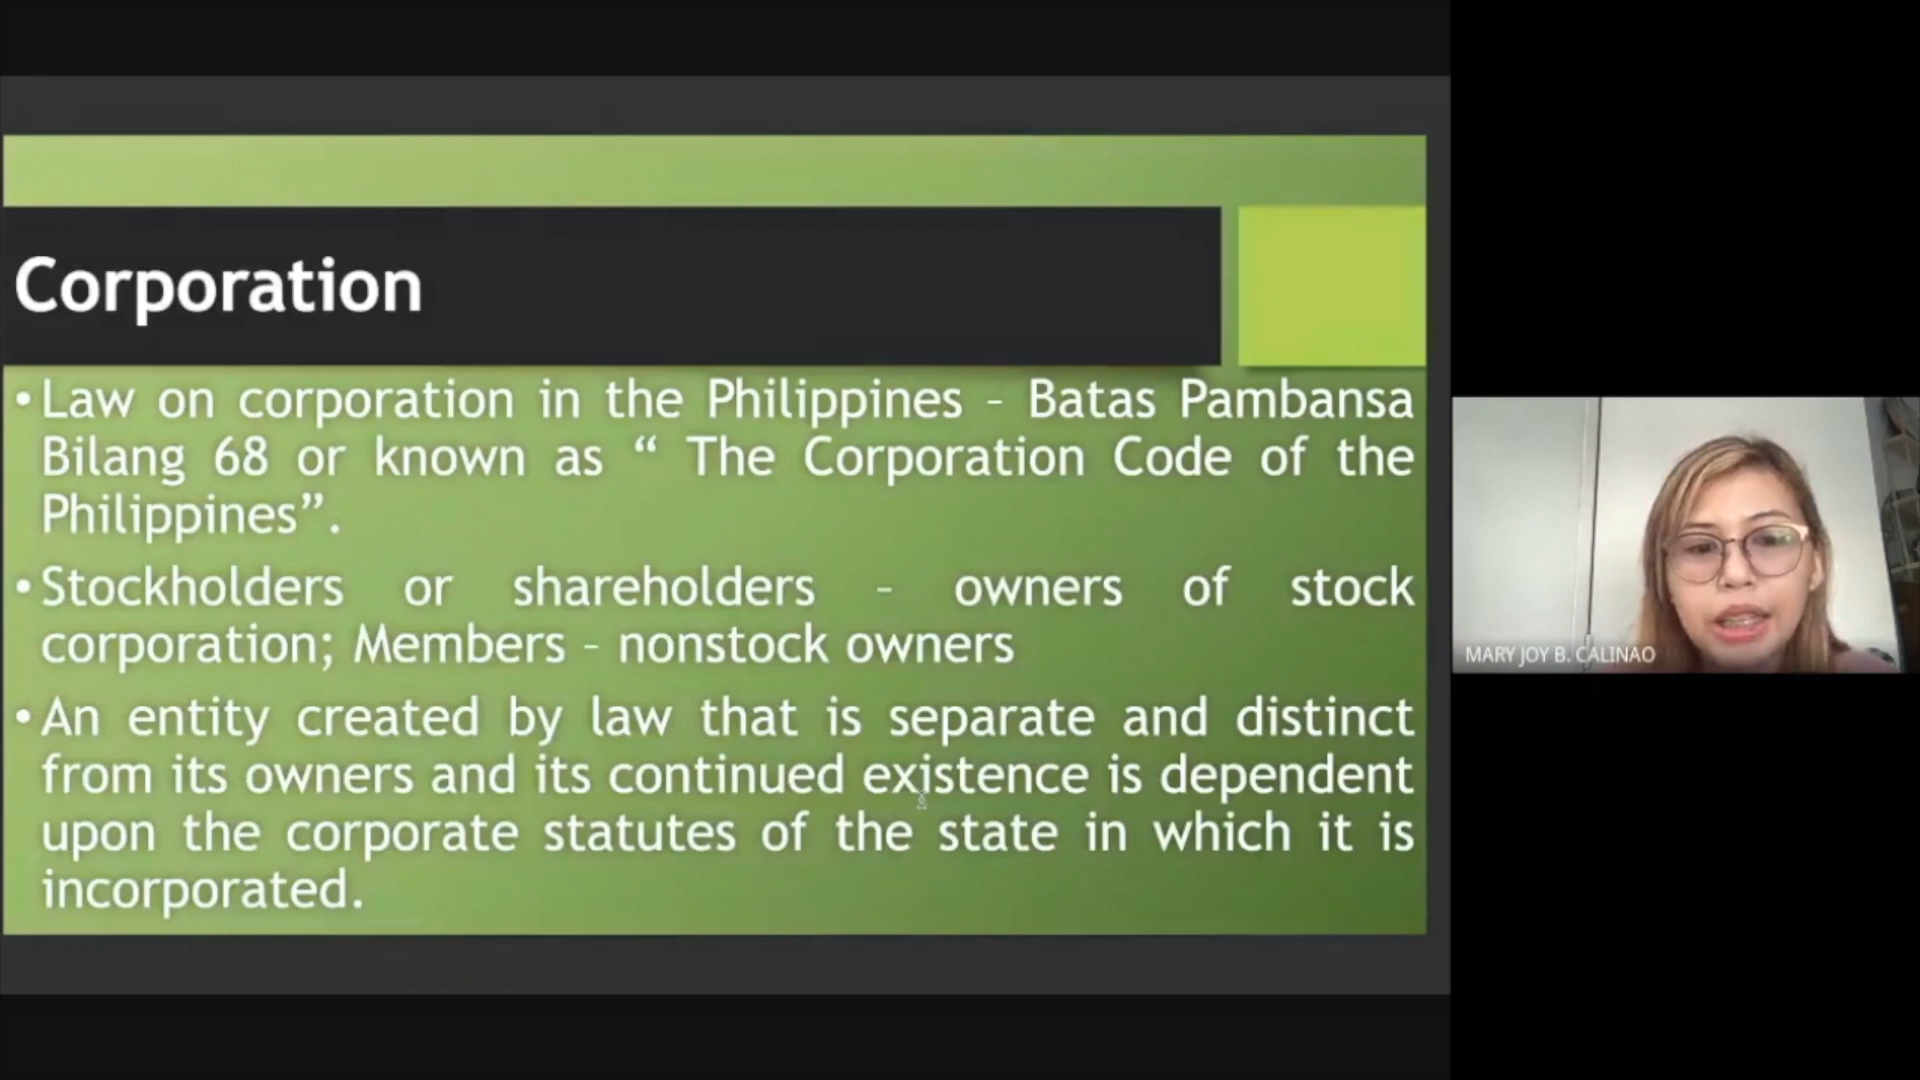 Corporation
• Law on corporation in the Philippines – Batas Pambansa
Bilang 68 or known as “ The Corporation Code of the
Philippines”.
• Stockholders or shareholders – owners of stock
corporation; Members – nonstock owners
• An entity created by law that is separate and distinct
from its owners and its continued existence is dependent
upon the corporate statutes of the state in which it is
incorporated.
MARY JOY B. CALINAO